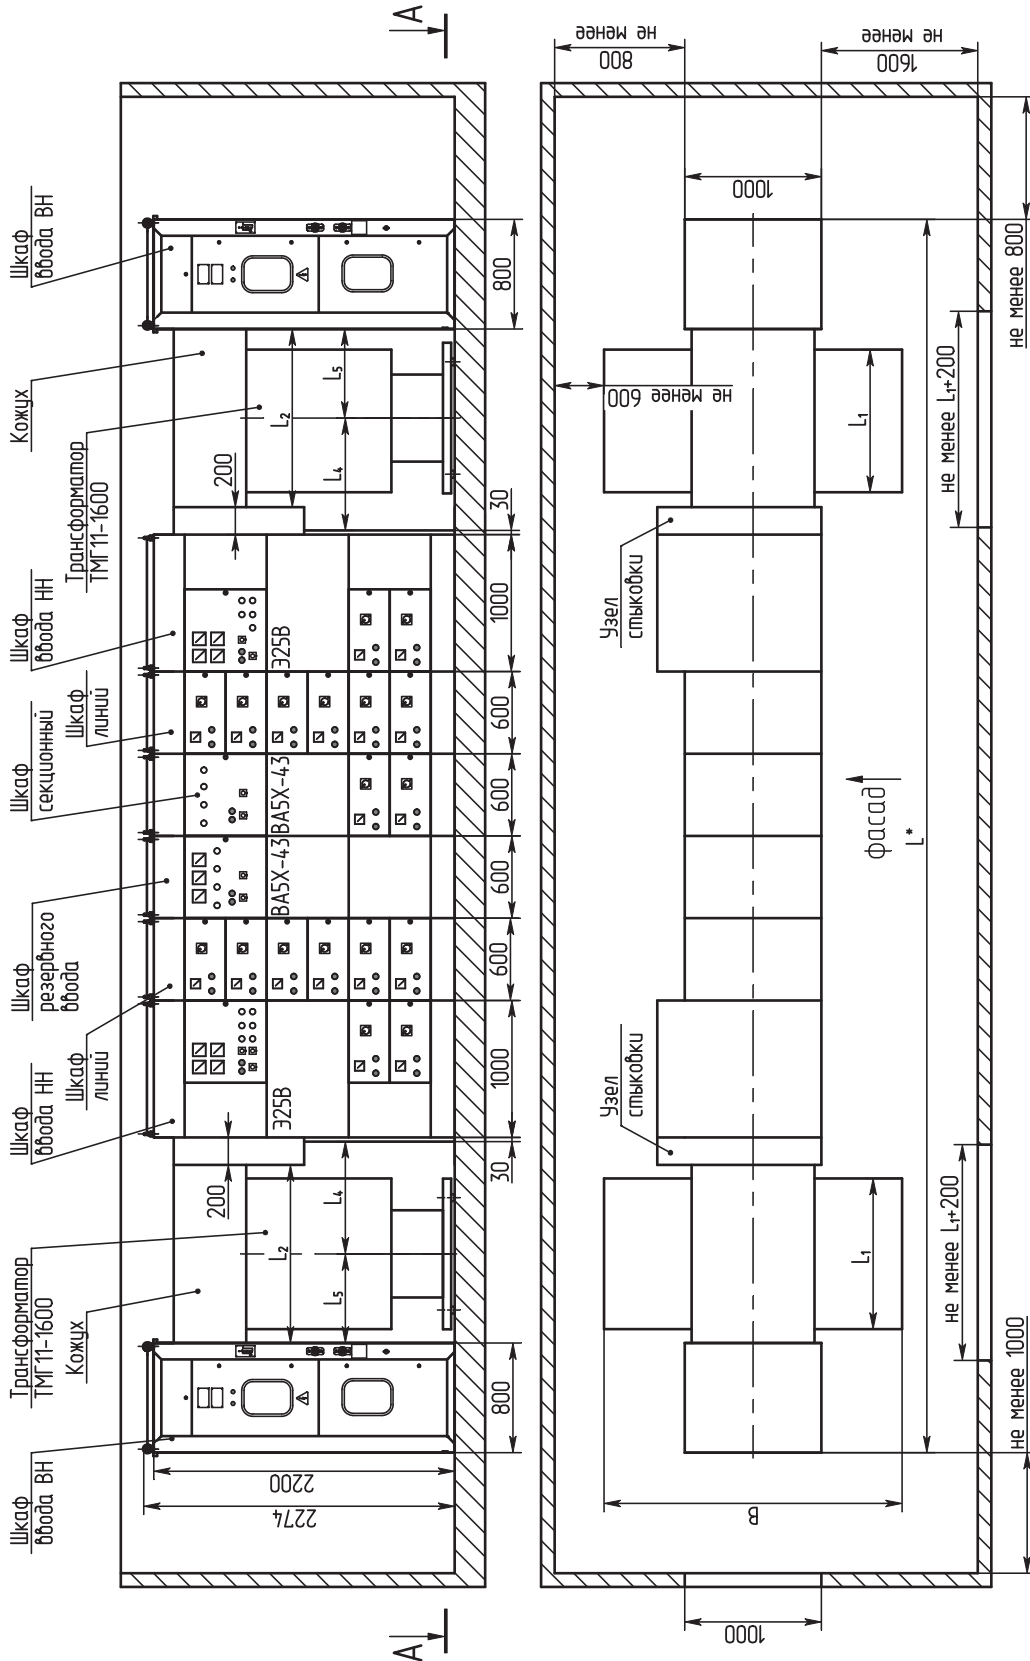 А
А
Шкаф
ввода ВН
Трансформатор
ТМГ11-1600
Кожух
Шкаф
ввода НН
Шкаф
линий
Шкаф
резервного
ввода
Шкаф
секционный
Шкаф
линий
Шкаф
ввода НН
Трансформатор
ТМГ11-1600
Кожух
Шкаф
ввода ВН
2274
2200
200
L₂
L₅
L₄
Э25В
ВА5Х-43
ВА5Х-43
Э25В
200
L₂
L₄
L₅
800
30
1000
600
600
600
600
1000
30
800
1000
В
Узел
стыковки
Узел
стыковки
L₁
L₁
не менее 600
не менее
800
1000
не менее
1600
фасад
L*
не менее L₁+200
не менее L₁+200
не менее 1000
не менее 800